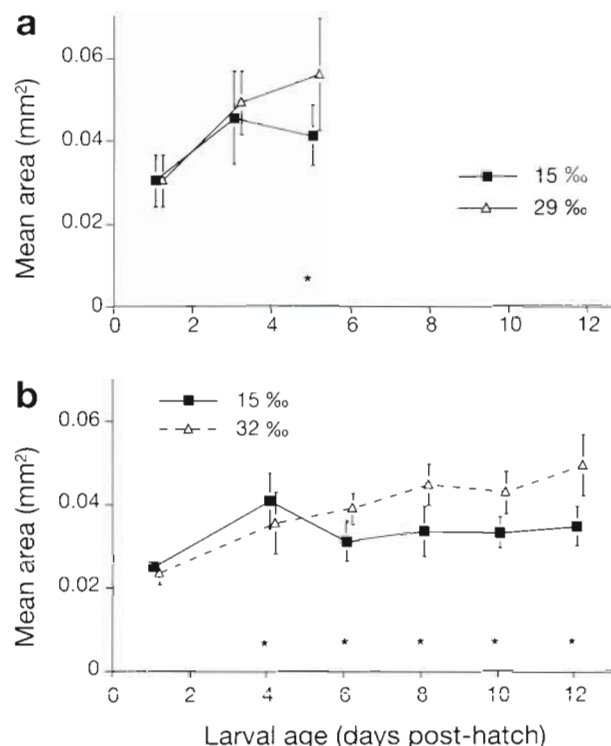 a
Mean area (mm²)
0.06
0.04
0.02
0
15 ‰
29 ‰
*
0 2 4 6 8 10 12
b
Mean area (mm²)
0.06
0.04
0.02
0
15 ‰
32 ‰
* * * * *
0 2 4 6 8 10 12
Larval age (days post-hatch)